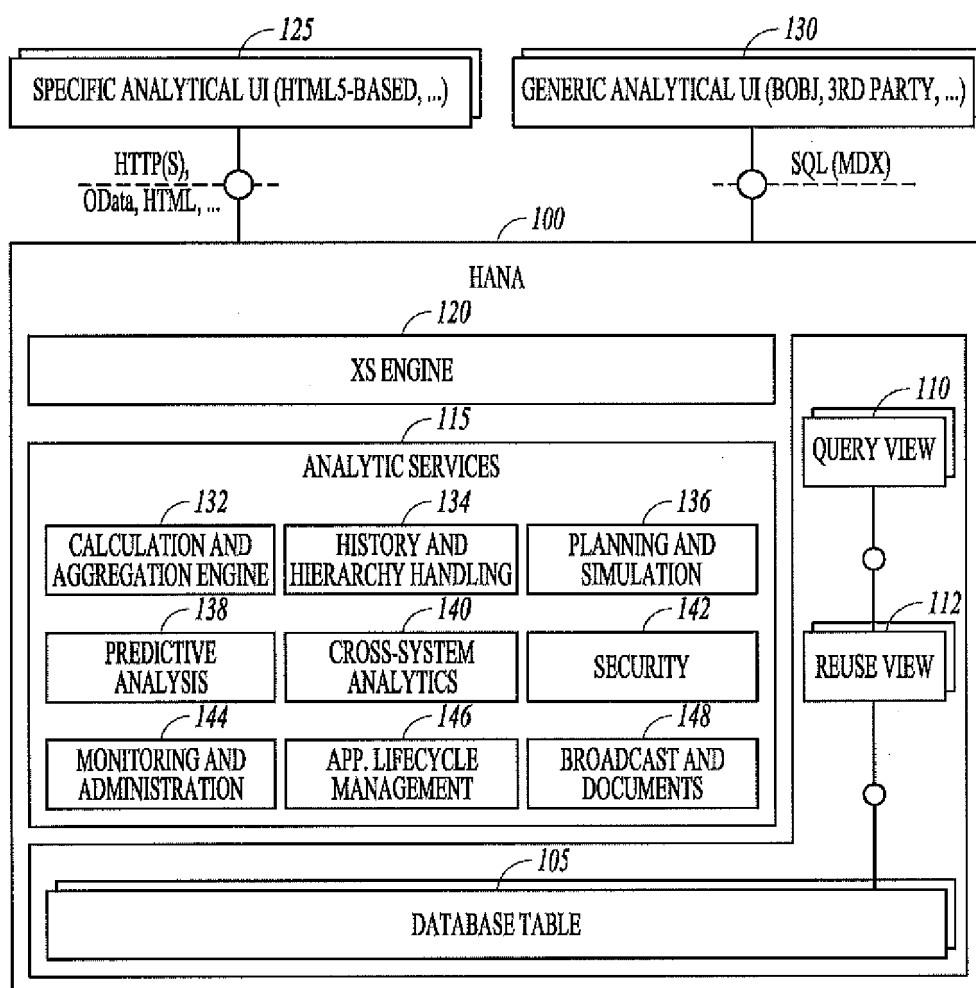 125
SPECIFIC ANALYTICAL UI (HTML5-BASED, ...)
130
GENERIC ANALYTICAL UI (BOBJ, 3RD PARTY, ...)
HTTP(S),
OData, HTML, ...
SQL (MDX)
100
HANA
120
XS ENGINE
115
ANALYTIC SERVICES
132
CALCULATION AND
AGGREGATION ENGINE
134
HISTORY AND
HIERARCHY HANDLING
136
PLANNING AND
SIMULATION
138
PREDICTIVE
ANALYSIS
140
CROSS-SYSTEM
ANALYTICS
142
SECURITY
144
MONITORING AND
ADMINISTRATION
146
APP. LIFECYCLE
MANAGEMENT
148
BROADCAST AND
DOCUMENTS
110
QUERY VIEW
112
REUSE VIEW
105
DATABASE TABLE